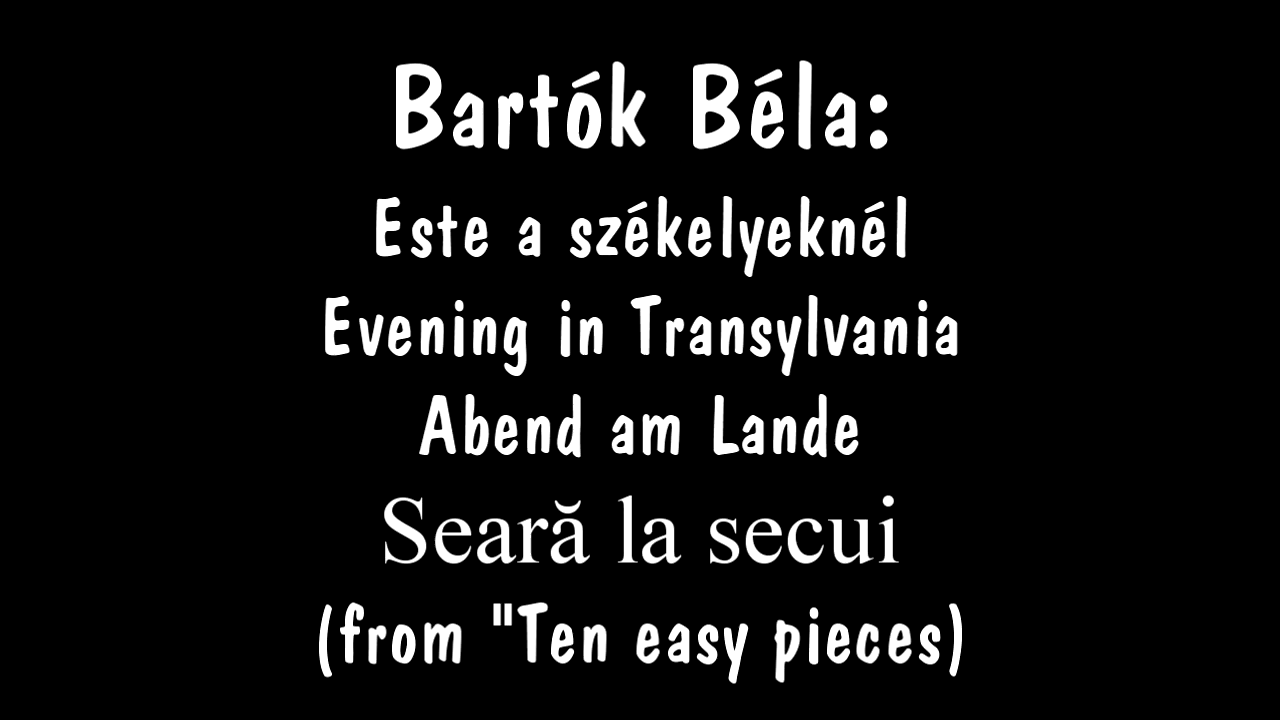 Bartók Béla:
Este a székelyeknél
Evening in Transylvania
Abend am Lande
Seară la secui
(from "Ten easy pieces)